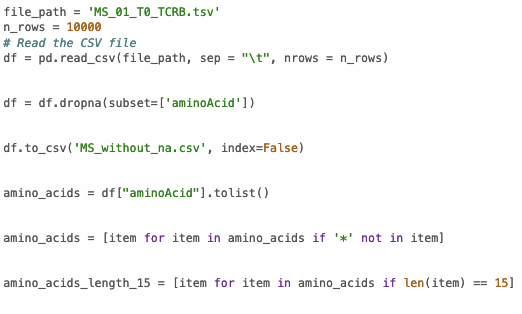 file_path = 'MS_01_T0_TCRB.tsv'
n_rows = 10000
# Read the CSV file
df = pd.read_csv(file_path, sep = "\t", nrows = n_rows)
df = df.dropna(subset=['aminoAcid'])
df.to_csv('MS_without_na.csv', index=False)
amino_acids = df["aminoAcid"].tolist()
amino_acids = [item for item in amino_acids if '*' not in item]
amino_acids_length_15 = [item for item in amino_acids if len(item) == 15]